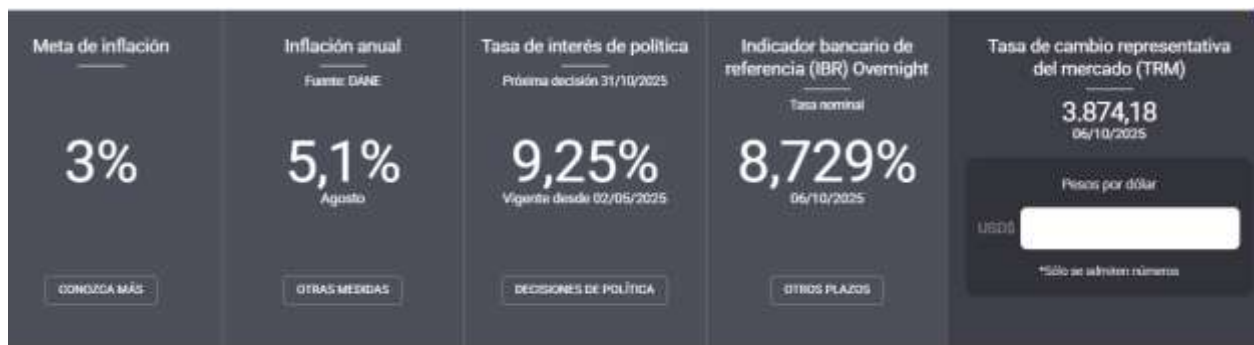 Meta de inflación
3%
CONOZCA MÁS
Inflación anual
Fuente: DANE
5,1%
Agosto
OTRAS MEDIDAS
Tasa de interés de política
Próxima decisión 31/10/2025
9,25%
Vigente desde 02/05/2025
DECISIONES DE POLÍTICA
Indicador bancario de
referencia (IBR) Overnight
Tasa nominal
8,729%
06/10/2025
OTROS PLAZOS
Tasa de cambio representativa
del mercado (TRM)
3.874,18
06/10/2025
Pesos por dólar
USD$
*Sólo se admiten números